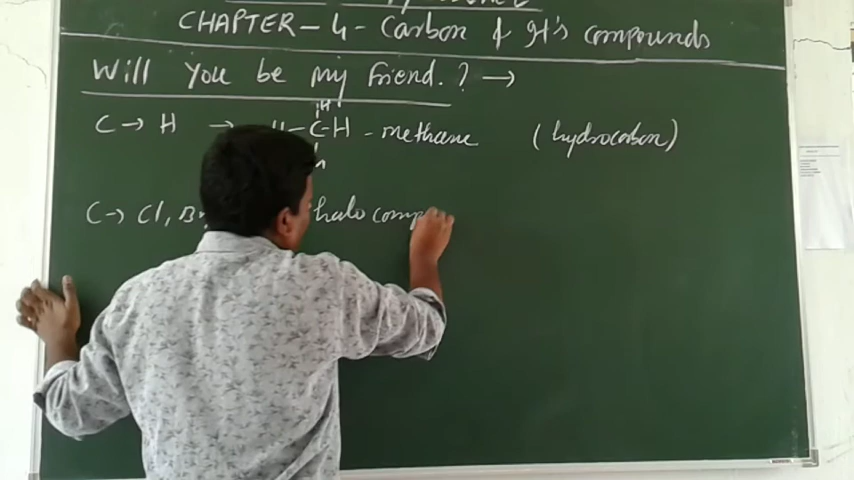 CHAPTER - 4 - Carbon & It's compounds
Will You be my Friend. ? →
H
C → H → H - C - H - methane (hydrocarbon)
H
C → Cl, Br halo comp